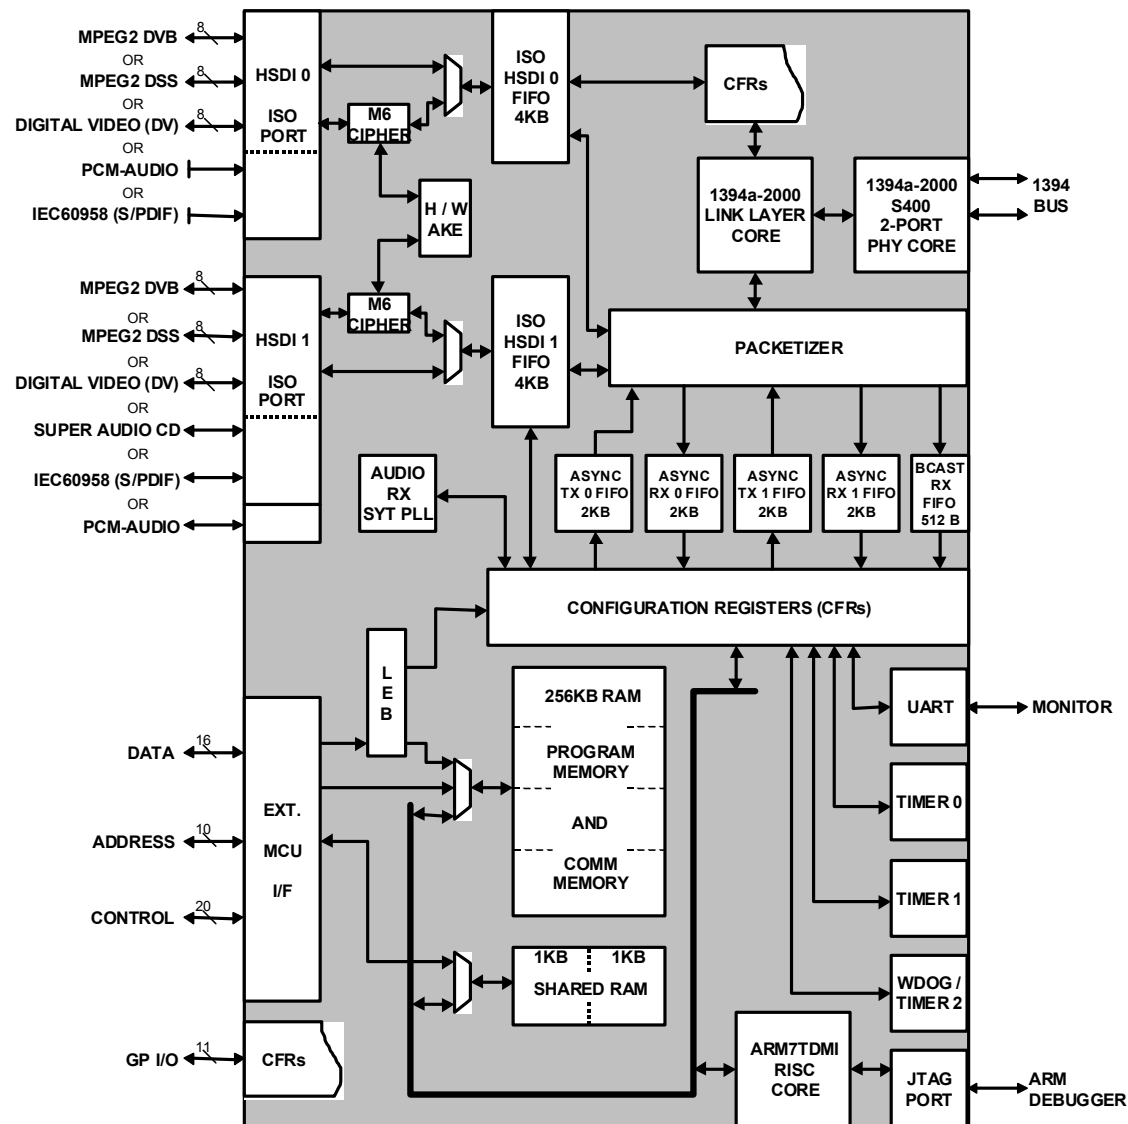 MPEG2 DVB
8
OR
MPEG2 DSS
8
OR
DIGITAL VIDEO (DV)
8
OR
PCM-AUDIO
OR
IEC60958 (S/PDIF)
HSDI 0
ISO
PORT
M6
CIPHER
H / W
AKE
ISO
HSDI 0
FIFO
4KB
CFRs
1394a-2000
LINK LAYER
CORE
1394a-2000
S400
2-PORT
PHY CORE
1394
BUS
MPEG2 DVB
8
OR
MPEG2 DSS
8
OR
DIGITAL VIDEO (DV)
8
OR
SUPER AUDIO CD
OR
IEC60958 (S/PDIF)
OR
PCM-AUDIO
HSDI 1
ISO
PORT
M6
CIPHER
ISO
HSDI 1
FIFO
4KB
PACKETIZER
AUDIO
RX
SYT PLL
ASYNC
TX 0 FIFO
2KB
ASYNC
RX 0 FIFO
2KB
ASYNC
TX 1 FIFO
2KB
ASYNC
RX 1 FIFO
2KB
BCAST
RX
FIFO
512 B
CONFIGURATION REGISTERS (CFRs)
L
E
B
256KB RAM
PROGRAM
MEMORY
AND
COMM
MEMORY
UART
MONITOR
DATA
16
ADDRESS
10
CONTROL
20
EXT.
MCU
I/F
TIMER 0
TIMER 1
WDOG /
TIMER 2
1KB
1KB
SHARED RAM
GP I/O
11
CFRs
ARM7TDMI
RISC
CORE
JTAG
PORT
ARM
DEBUGGER